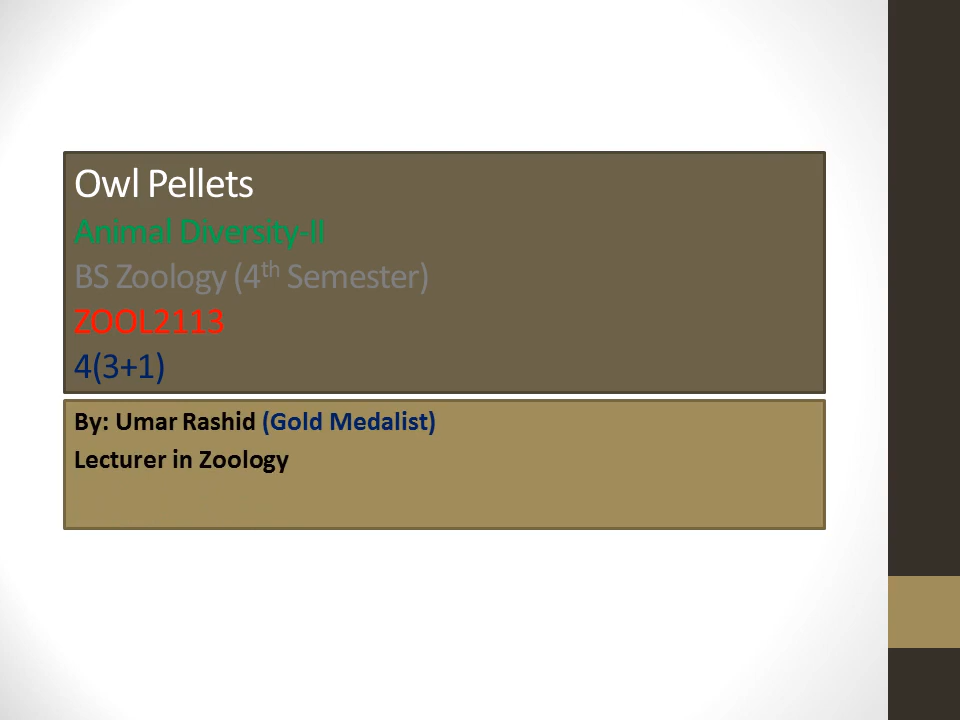 Owl Pellets
Animal Diversity-II
BS Zoology (4th Semester)
ZOOL2113
4(3+1)
By: Umar Rashid (Gold Medalist)
Lecturer in Zoology